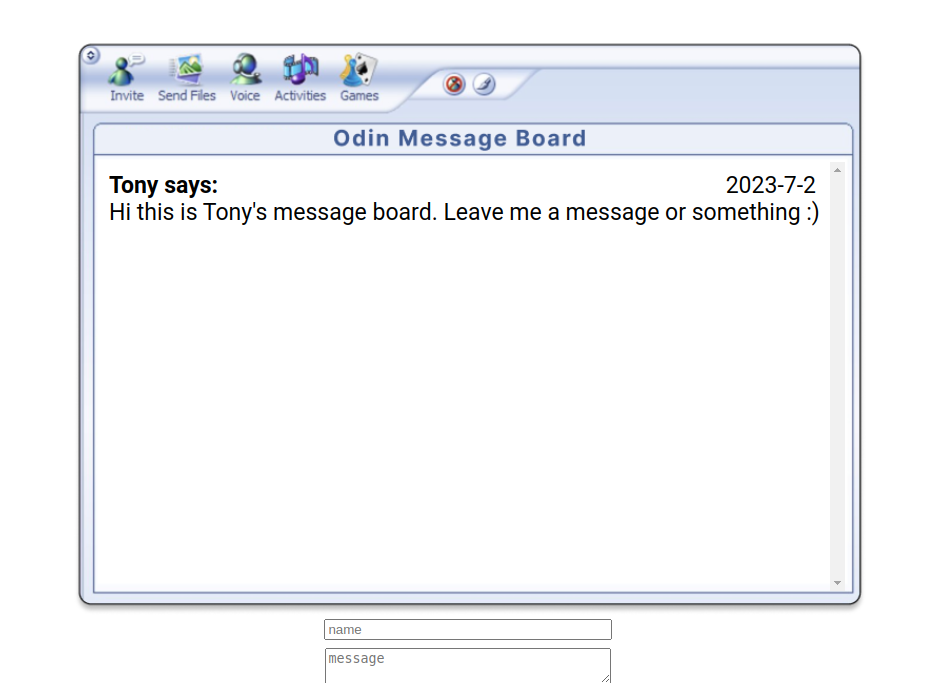 Invite Send Files Voice Activities Games
Odin Message Board
Tony says: 2023-7-2
Hi this is Tony's message board. Leave me a message or something :)
name
message